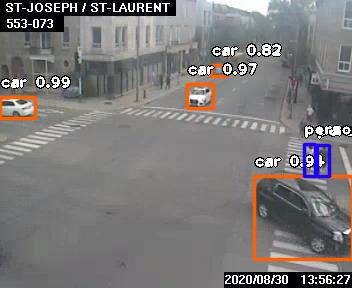 ST-JOSEPH / ST-LAURENT
553-073
car 0.82
car 0.97
car 0.99
car 0.94
2020/08/30 13:56:27